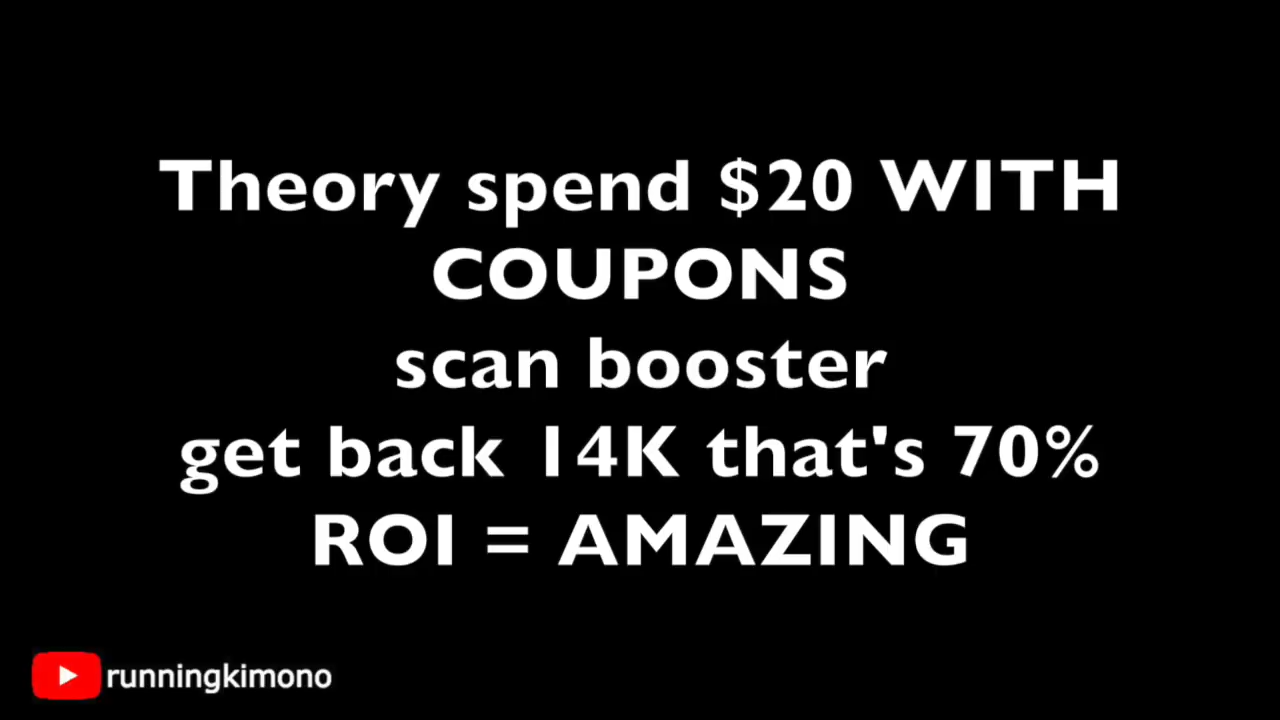 Theory spend $20 WITH
COUPONS
scan booster
get back 14K that's 70%
ROI = AMAZING
runningkimono